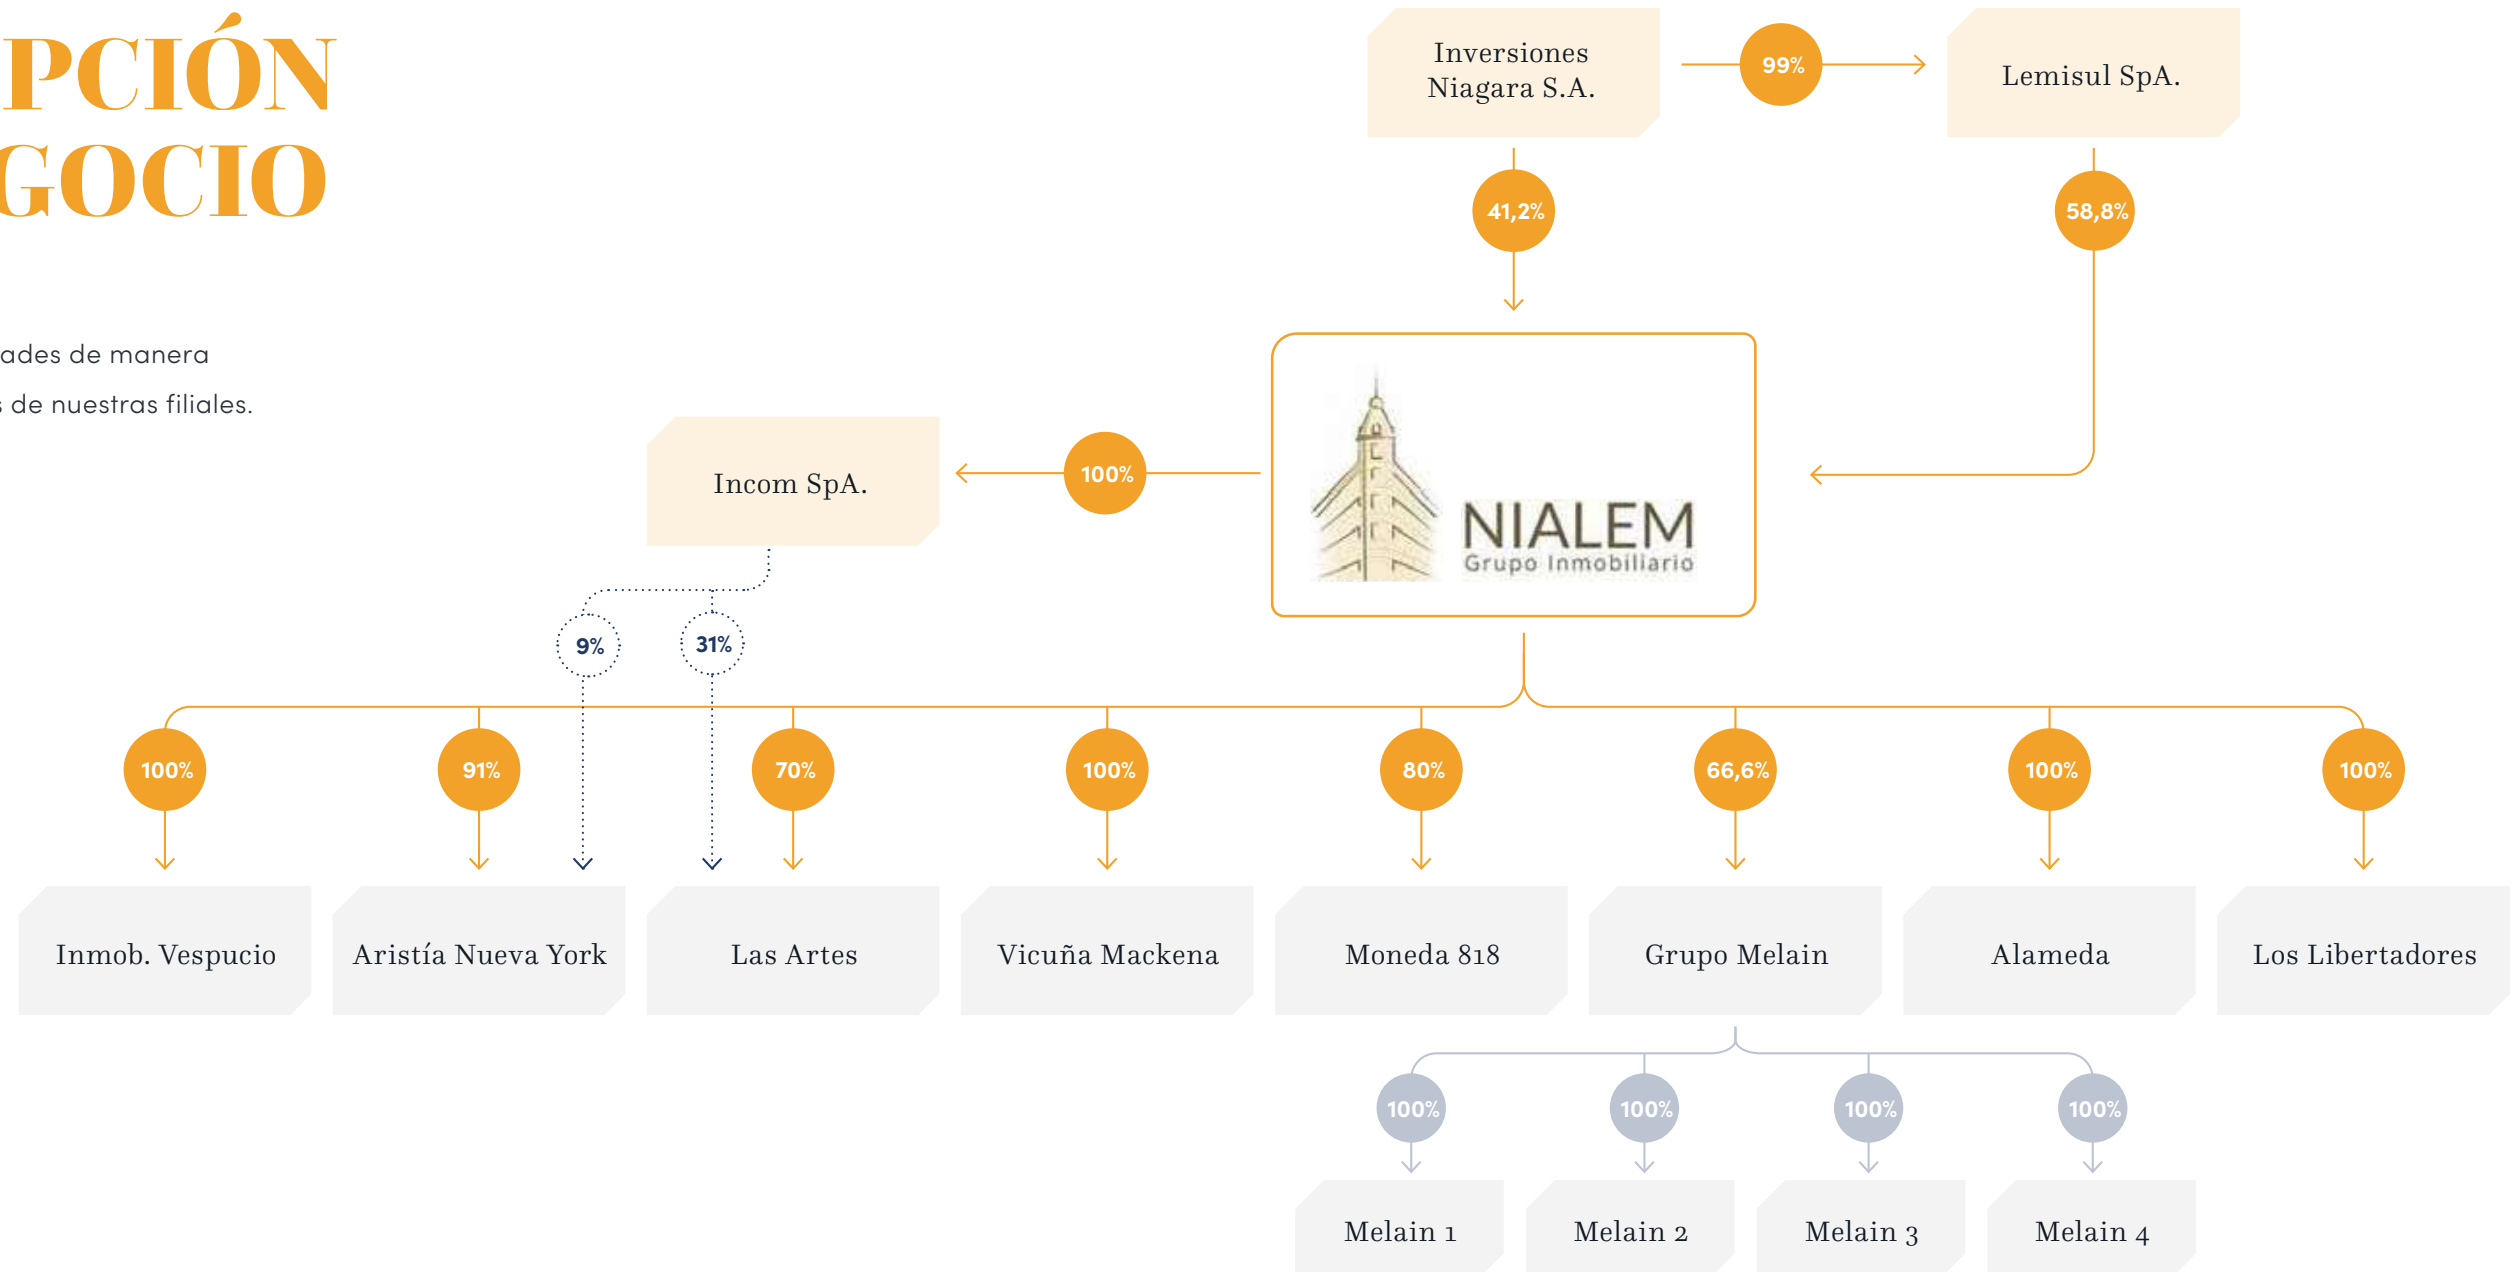 PCIÓN
GOCIO
ades de manera
s de nuestras filiales.
Inversiones
Niagara S.A.
99%
Lemisul SpA.
41,2%
58,8%
Incom SpA.
100%
NIALEM
Grupo Inmobiliario
9%
31%
100%
91%
70%
100%
80%
66,6%
100%
100%
Inmob. Vespucio
Aristía Nueva York
Las Artes
Vicuña Mackena
Moneda 818
Grupo Melain
Alameda
Los Libertadores
100%
100%
100%
100%
Melain 1
Melain 2
Melain 3
Melain 4